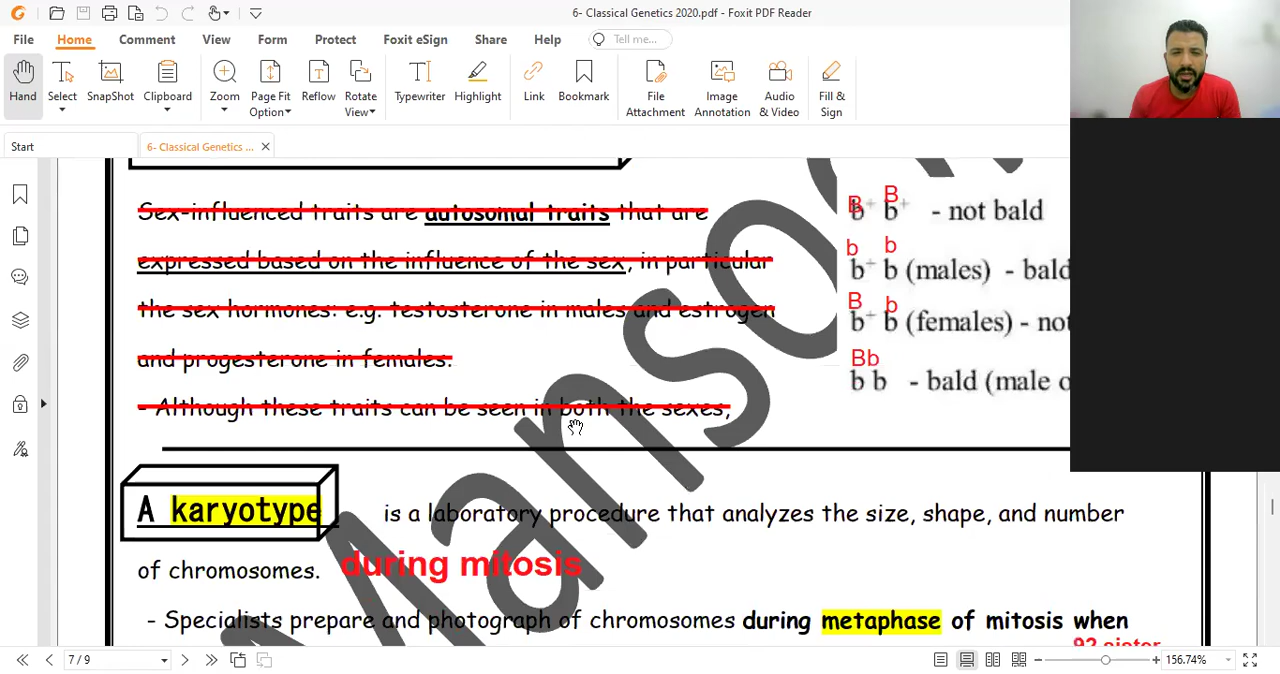 6- Classical Genetics 2020.pdf - Foxit PDF Reader
File Home Comment View Form Protect Foxit eSign Share Help Tell me...
Hand Select SnapShot Clipboard Zoom Page Fit Option Reflow Rotate View Typewriter Highlight Link Bookmark File Attachment Image Annotation Audio & Video Fill & Sign
Start 6- Classical Genetics ...
Sex-influenced traits are autosomal traits that are
expressed based on the influence of the sex, in particular
the sex hormones: e.g. testosterone in males and estrogen
and progesterone in females.
- Although these traits can be seen in both the sexes,
B B
b⁺ b⁺ - not bald
b b
b⁺ b (males) - bald
B b
b⁺ b (females) - not
Bb
b b - bald (male o
A karyotype is a laboratory procedure that analyzes the size, shape, and number
of chromosomes. during mitosis
- Specialists prepare and photograph of chromosomes during metaphase of mitosis when
92 sister
Mans
7 / 9 156.74%